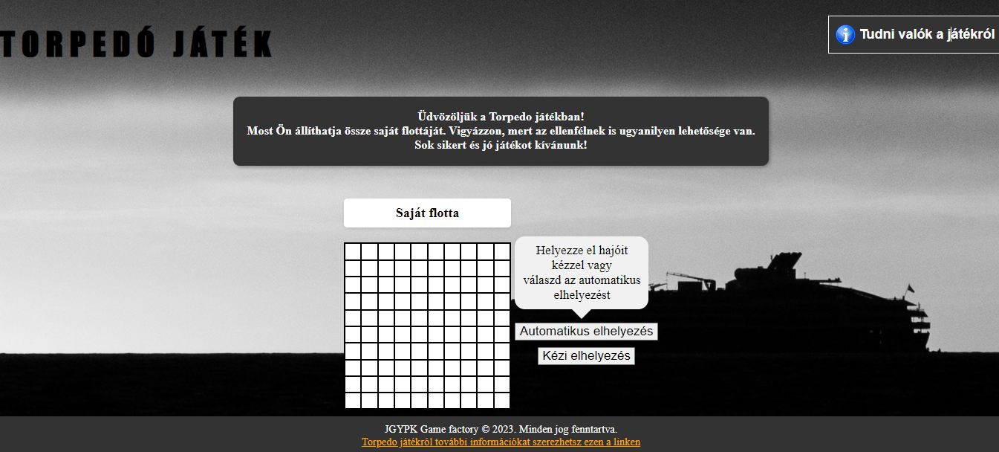 TORPEDÓ JÁTÉK
Tudni valók a játékról
Üdvözöljük a Torpedo játékban!
Most Ön állíthatja össze saját flottáját. Vigyázzon, mert az ellenfélnek is ugyanilyen lehetősége van.
Sok sikert és jó játékot kívánunk!
Saját flotta
Helyezze el hajóit
kézzel vagy
válaszd az automatikus
elhelyezést
Automatikus elhelyezés
Kézi elhelyezés
JGYPK Game factory © 2023. Minden jog fenntartva.
Torpedo játékról további információkat szerezhetsz ezen a linken